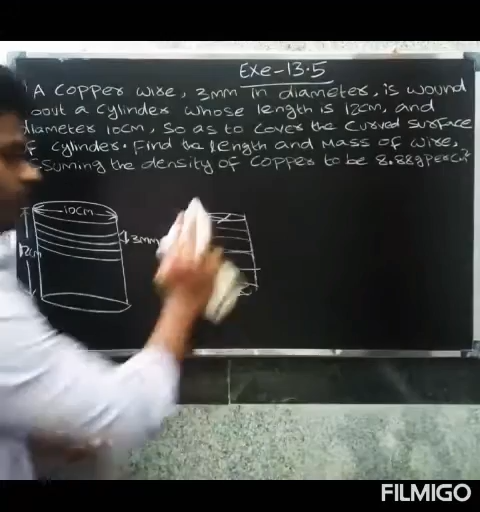 Exe-13.5
A copper wire, 3mm in diameter, is wound
about a cylinder whose length is 12cm, and
diameter 10cm, So as to cover the curved surface
of cylinder. Find the length and mass of wire,
assuming the density of copper to be 8.88g per cm³
10cm
3mm
12cm
FILMIGO